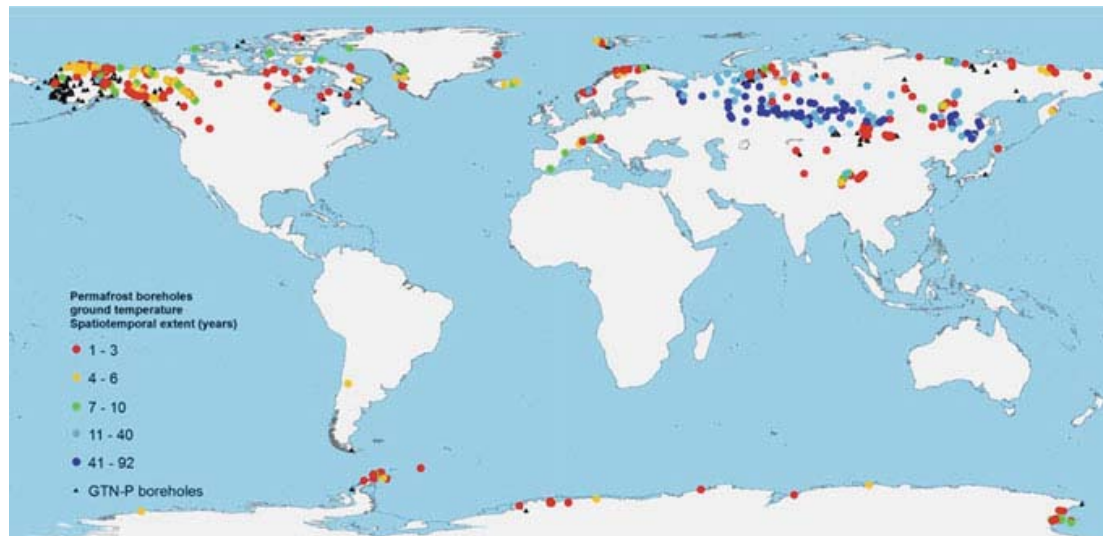 Permafrost boreholes
ground temperature
Spatiotemporal extent (years)
1 - 3
4 - 6
7 - 10
11 - 40
41 - 92
GTN-P boreholes